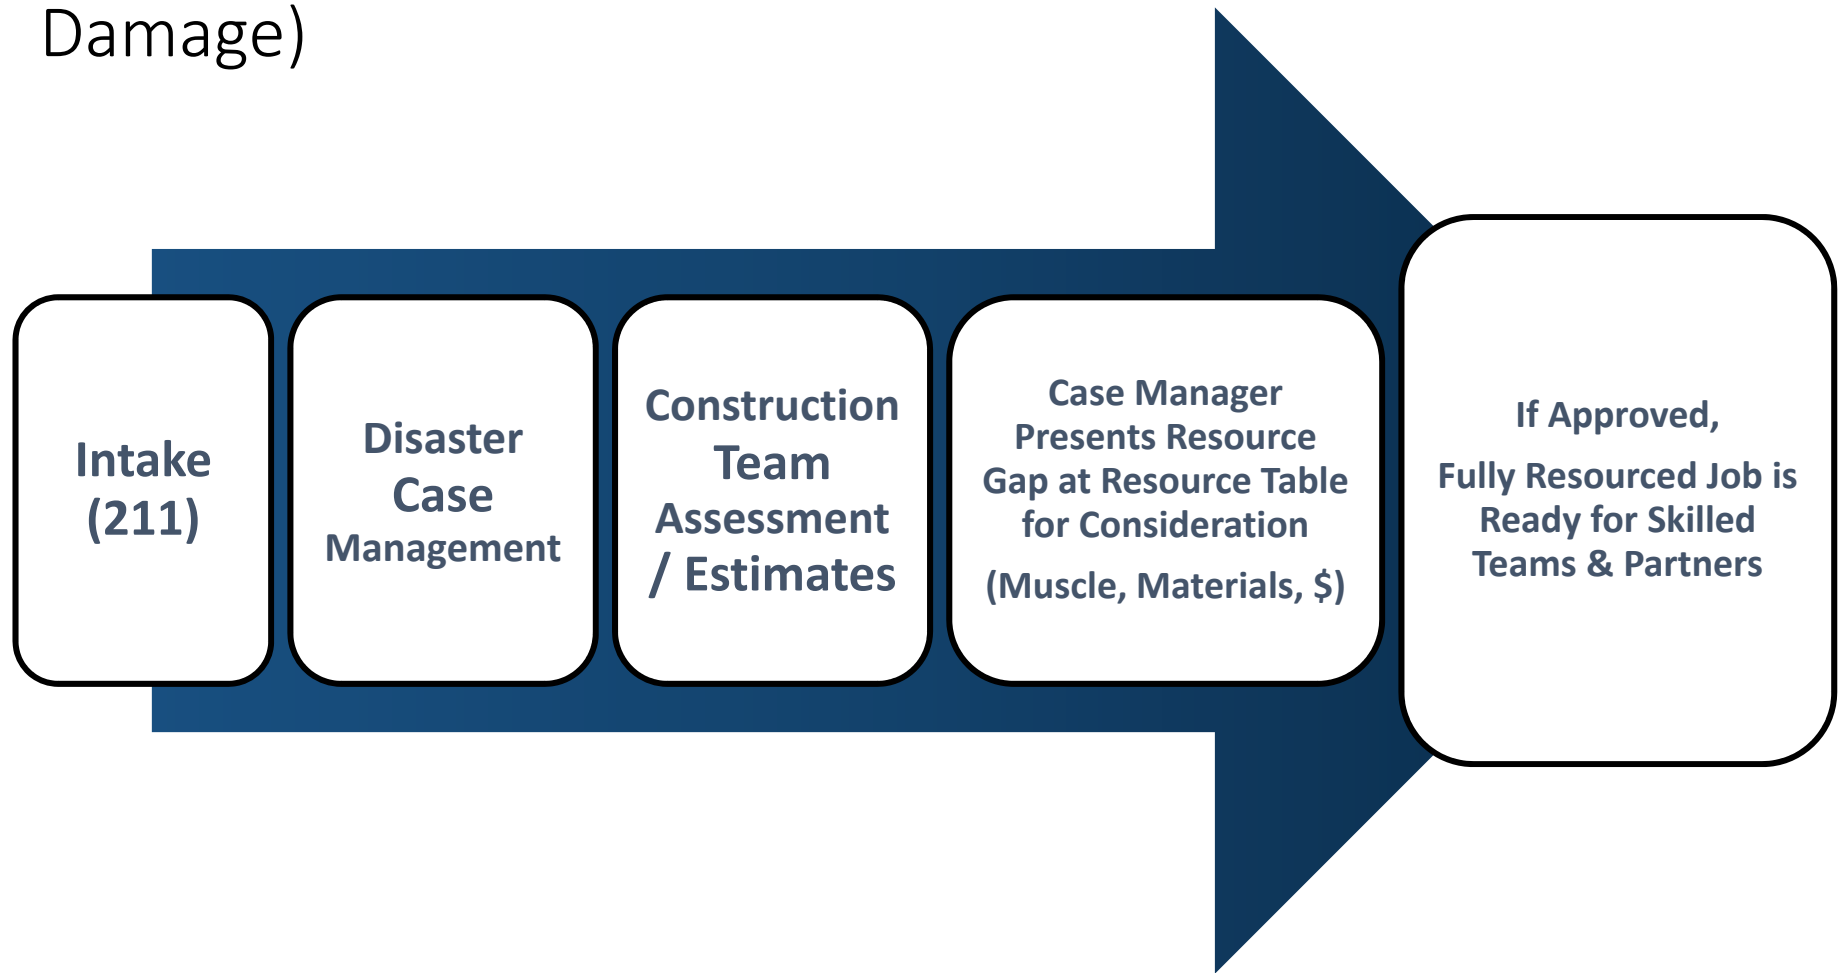 Damage)
Intake
(211)
Disaster
Case
Management
Construction
Team
Assessment
/ Estimates
Case Manager
Presents Resource
Gap at Resource Table
for Consideration
(Muscle, Materials, $)
If Approved,
Fully Resourced Job is
Ready for Skilled
Teams & Partners